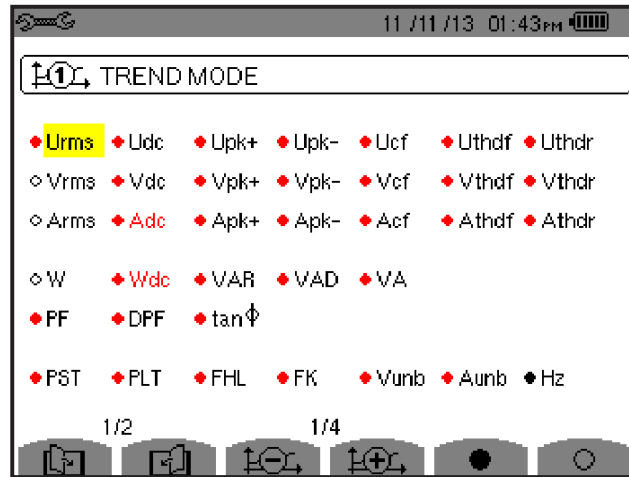 11 /11 /13 01:43PM
1 TREND MODE
Urms Udc Upk+ Upk- Ucf Uthdf Uthdr
Vrms Vdc Vpk+ Vpk- Vcf Vthdf Vthdr
Arms Adc Apk+ Apk- Acf Athdf Athdr
W Wdc VAR VAD VA
PF DPF tanΦ
PST PLT FHL FK Vunb Aunb Hz
1/2 1/4